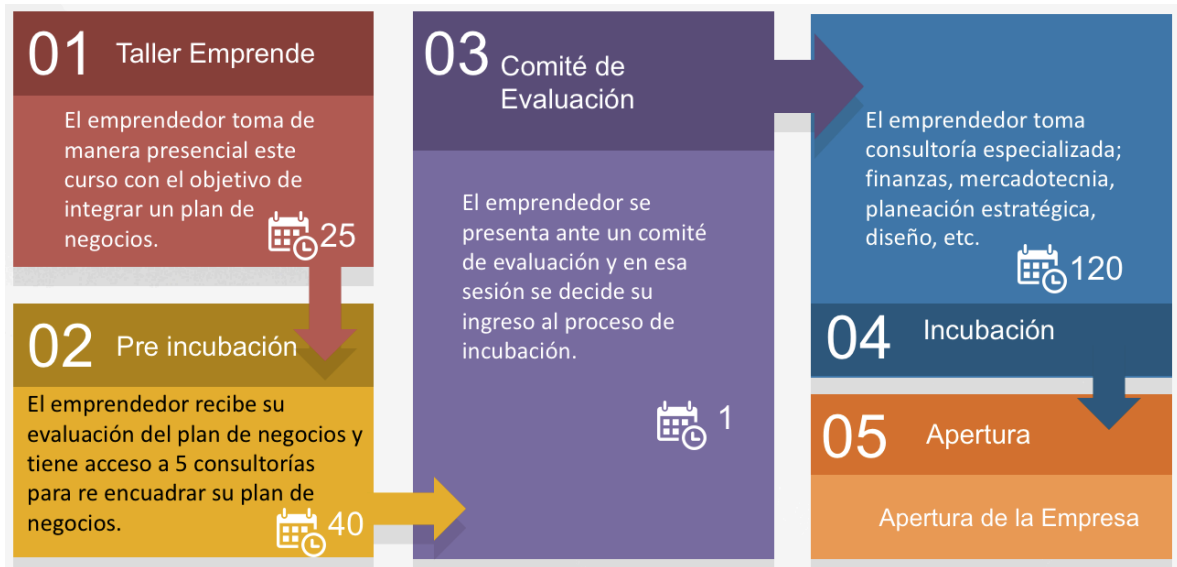 01 Taller Emprende
El emprendedor toma de
manera presencial este
curso con el objetivo de
integrar un plan de
negocios.
25
02 Pre incubación
El emprendedor recibe su
evaluación del plan de negocios y
tiene acceso a 5 consultorías
para re encuadrar su plan de
negocios.
40
03 Comité de
Evaluación
El emprendedor se
presenta ante un comité
de evaluación y en esa
sesión se decide su
ingreso al proceso de
incubación.
1
El emprendedor toma
consultoría especializada;
finanzas, mercadotecnia,
planeación estratégica,
diseño, etc.
120
04 Incubación
05 Apertura
Apertura de la Empresa